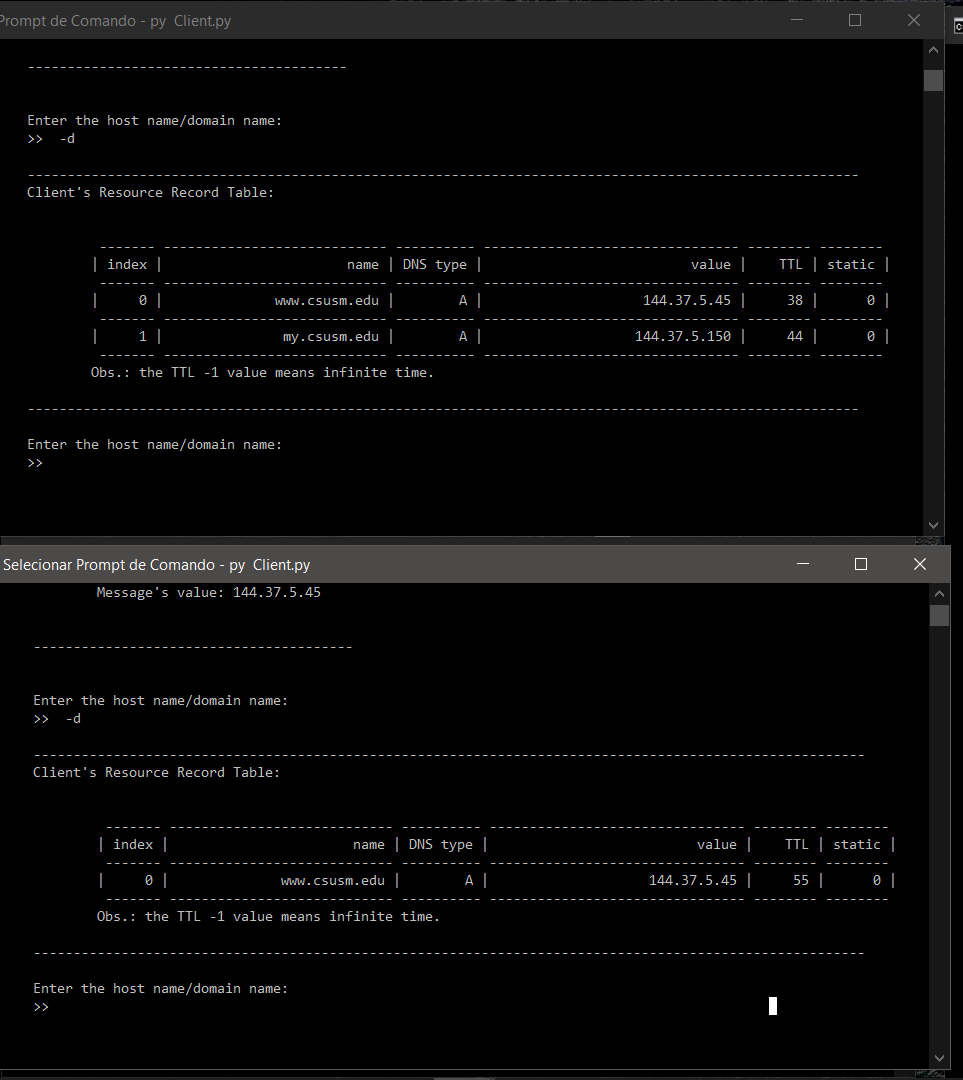 Prompt de Comando - py  Client.py
----------------------------------------
Enter the host name/domain name:
>>  -d
--------------------------------------------------------------------------------------------------------
Client's Resource Record Table:
 ------- ---------------------------- ---------- -------------------------------- -------- --------
| index |                       name | DNS type |                          value |    TTL | static |
 ------- ---------------------------- ---------- -------------------------------- -------- --------
|     0 |              www.csusm.edu |        A |                    144.37.5.45 |     38 |      0 |
 ------- ---------------------------- ---------- -------------------------------- -------- --------
|     1 |               my.csusm.edu |        A |                   144.37.5.150 |     44 |      0 |
 ------- ---------------------------- ---------- -------------------------------- -------- --------
Obs.: the TTL -1 value means infinite time.
--------------------------------------------------------------------------------------------------------
Enter the host name/domain name:
>>
Selecionar Prompt de Comando - py  Client.py
Message's value: 144.37.5.45
----------------------------------------
Enter the host name/domain name:
>>  -d
--------------------------------------------------------------------------------------------------------
Client's Resource Record Table:
 ------- ---------------------------- ---------- -------------------------------- -------- --------
| index |                       name | DNS type |                          value |    TTL | static |
 ------- ---------------------------- ---------- -------------------------------- -------- --------
|     0 |              www.csusm.edu |        A |                    144.37.5.45 |     55 |      0 |
 ------- ---------------------------- ---------- -------------------------------- -------- --------
Obs.: the TTL -1 value means infinite time.
--------------------------------------------------------------------------------------------------------
Enter the host name/domain name:
>>